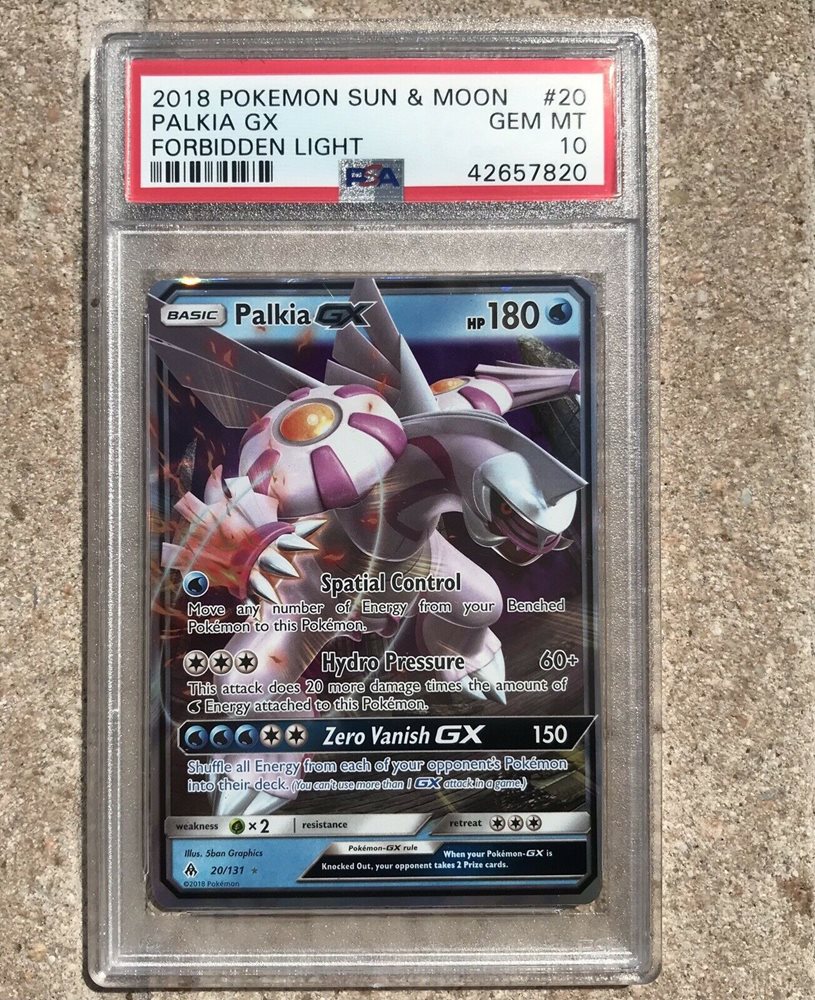 2018 POKEMON SUN & MOON #20
PALKIA GX GEM MT
FORBIDDEN LIGHT 10
PSA 42657820
BASIC Palkia GX HP 180
Spatial Control
Move any number of Energy from your Benched
Pokémon to this Pokémon.
Hydro Pressure 60+
This attack does 20 more damage times the amount of
Energy attached to this Pokémon.
Zero Vanish GX 150
Shuffle all Energy from each of your opponent's Pokémon
into their deck. (You can't use more than 1 GX attack in a game.)
weakness ×2 resistance retreat
Illus. 5ban Graphics
Pokémon-GX rule
When your Pokémon-GX is
Knocked Out, your opponent takes 2 Prize cards.
20/131
©2018 Pokémon